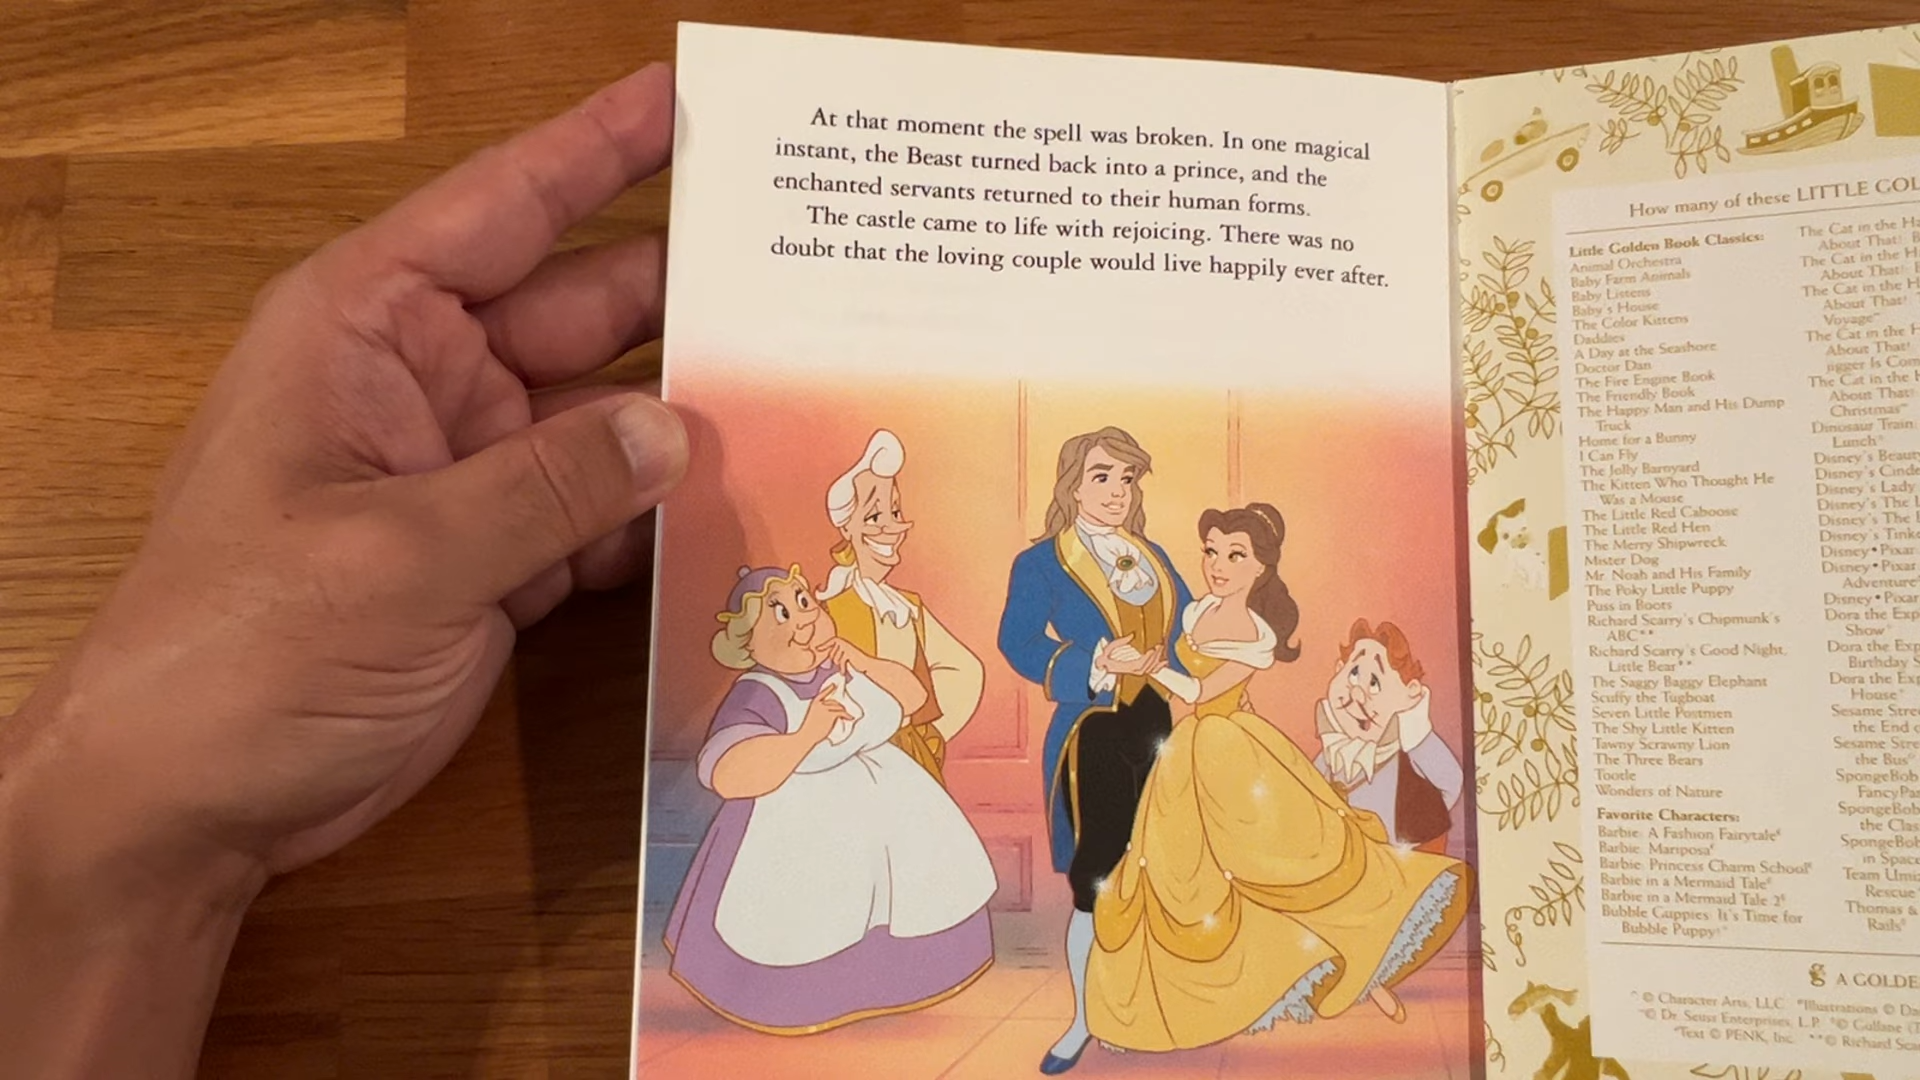 At that moment the spell was broken. In one magical
instant, the Beast turned back into a prince, and the
enchanted servants returned to their human forms.
The castle came to life with rejoicing. There was no
doubt that the loving couple would live happily ever after.
How many of these LITTLE GOL
Little Golden Book Classics:
Animal Orchestra
Baby Farm Animals
Baby Listens
Baby's House
The Color Kittens
Daddies
A Day at the Seashore
Doctor Dan
The Fire Engine Book
The Friendly Book
The Happy Man and His Dump
Truck
Home for a Bunny
I Can Fly
The Jolly Barnyard
The Kitten Who Thought He
Was a Mouse
The Little Red Caboose
The Little Red Hen
The Merry Shipwreck
Mister Dog
Mr. Noah and His Family
The Poky Little Puppy
Puss in Boots
Richard Scarry's Chipmunk's
ABC**
Richard Scarry's Good Night,
Little Bear**
The Saggy Baggy Elephant
Scuffy the Tugboat
Seven Little Postmen
The Shy Little Kitten
Tawny Scrawny Lion
The Three Bears
Tootle
Wonders of Nature
Favorite Characters:
Barbie: A Fashion Fairytale
Barbie: Mariposa
Barbie: Princess Charm School
Barbie in a Mermaid Tale
Barbie in a Mermaid Tale 2
Bubble Guppies: It's Time for
Bubble Puppy!
The Cat in the Ha
About That! B
The Cat in the H
About That!
The Cat in the H
About That!
Voyage
The Cat in the H
About That!
Jigger Is Com
The Cat in the H
About That!
Christmas
Dinosaur Train
Lunch
Disney's Beauty
Disney's Cinde
Disney's Lady
Disney's The L
Disney's The
Disney's Tink
Disney•Pixar
Disney•Pixar
Adventure
Disney•Pixar
Dora the Exp
Show
Dora the Exp
Birthday S
Dora the Exp
House
Sesame Stre
the End o
Sesame Stre
the Bus
SpongeBob
FancyPa
SpongeBob
the Clas
SpongeBob
in Space
Team Umiz
Rescue
Thomas &
Rails
A GOLDE
© Character Arts, LLC Illustrations © Da
© Dr. Seuss Enterprises, L.P. © Gullane (T
Text © PENK, Inc. **© Richard Scar